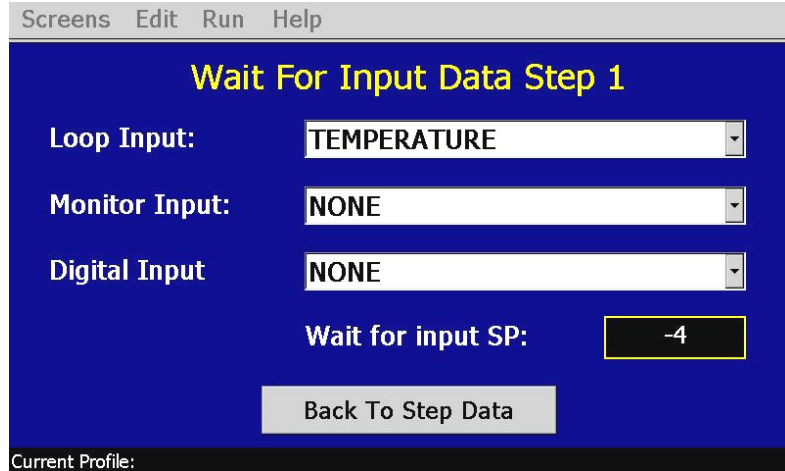 Screens Edit Run Help
Wait For Input Data Step 1
Loop Input: TEMPERATURE
Monitor Input: NONE
Digital Input NONE
Wait for input SP: -4
Back To Step Data
Current Profile: